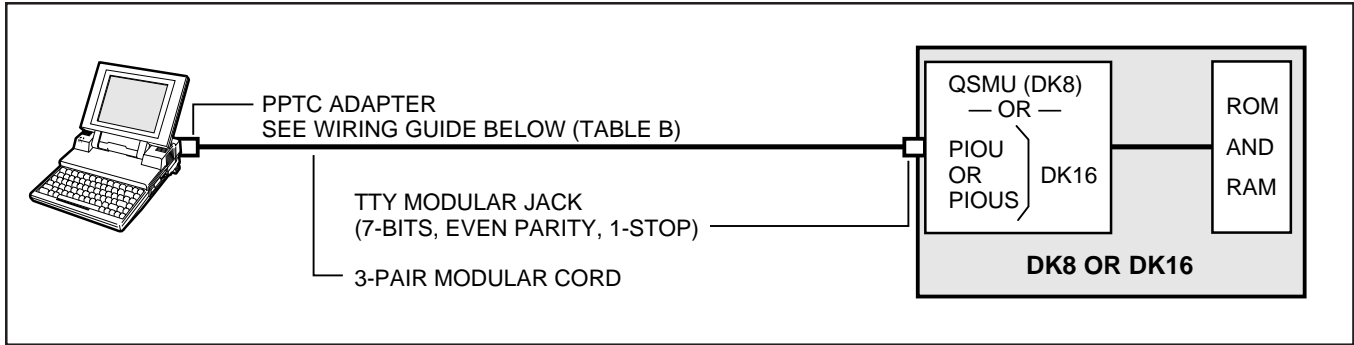 PPTC ADAPTER
SEE WIRING GUIDE BELOW (TABLE B)
TTY MODULAR JACK
(7-BITS, EVEN PARITY, 1-STOP)
3-PAIR MODULAR CORD
QSMU (DK8)
— OR —
PIOU
OR
PIOUS
DK16
ROM
AND
RAM
DK8 OR DK16